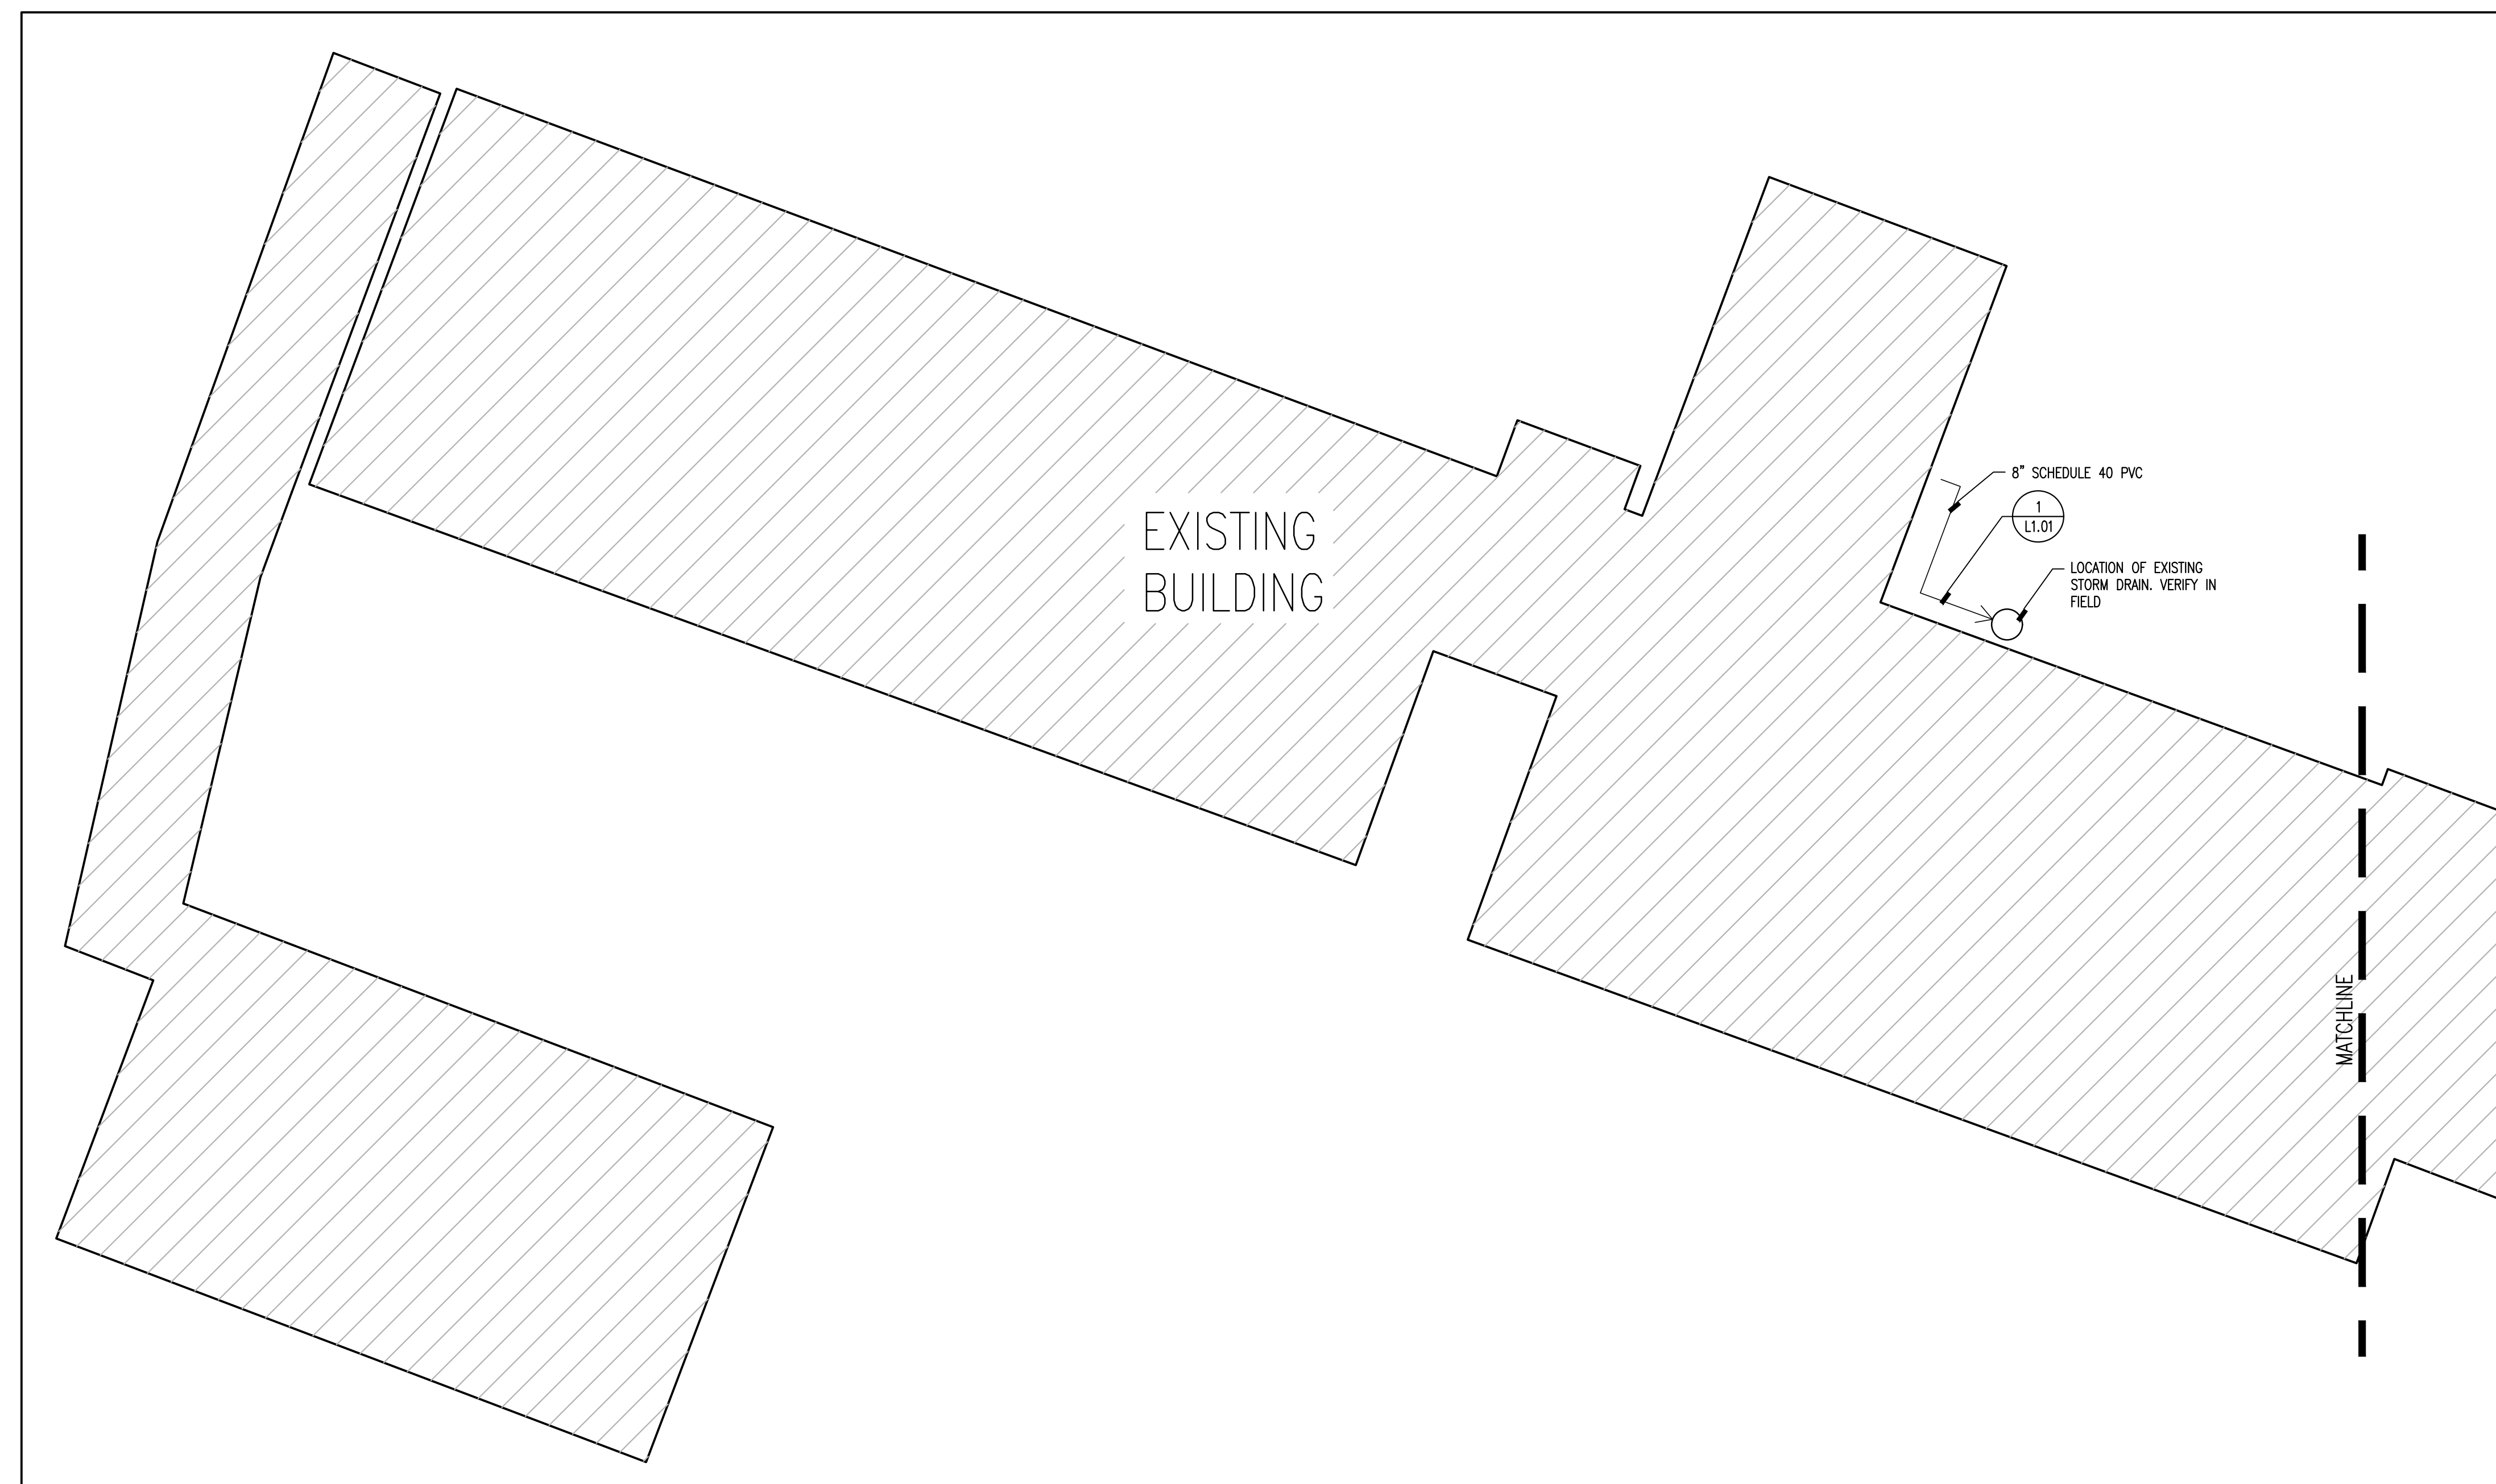 EXISTING
BUILDING
8" SCHEDULE 40 PVC
1
L1.01
LOCATION OF EXISTING
STORM DRAIN. VERIFY IN
FIELD
MATCHLINE